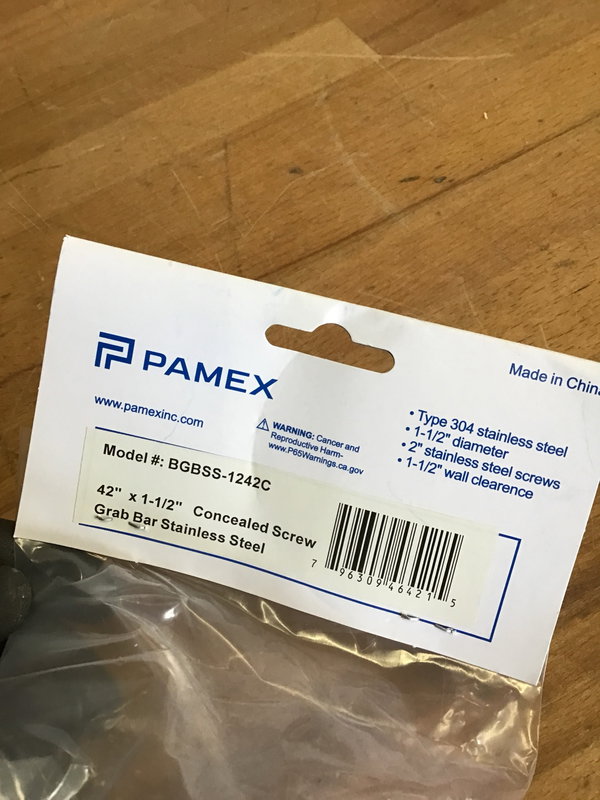 PAMEX
www.pamexinc.com
WARNING: Cancer and
Reproductive Harm-
www.P65Warnings.ca.gov
Made in China
• Type 304 stainless steel
• 1-1/2" diameter
• 2" stainless steel screws
• 1-1/2" wall clearence
Model #: BGBSS-1242C
42" x 1-1/2" Concealed Screw
Grab Bar Stainless Steel
7 96309 46421 5